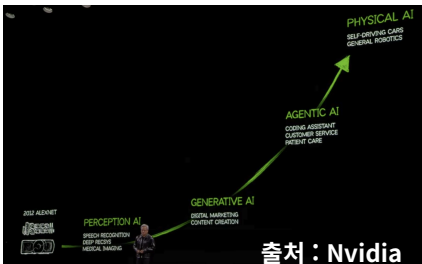 PHYSICAL AI
SELF-DRIVING CARS
GENERAL ROBOTICS
AGENTIC AI
CODING ASSISTANT
CUSTOMER SERVICE
PATIENT CARE
GENERATIVE AI
DIGITAL MARKETING
CONTENT CREATION
2012 ALEXNET
PERCEPTION AI
SPEECH RECOGNITION
DEEP RECSYS
MEDICAL IMAGING
출처 : Nvidia